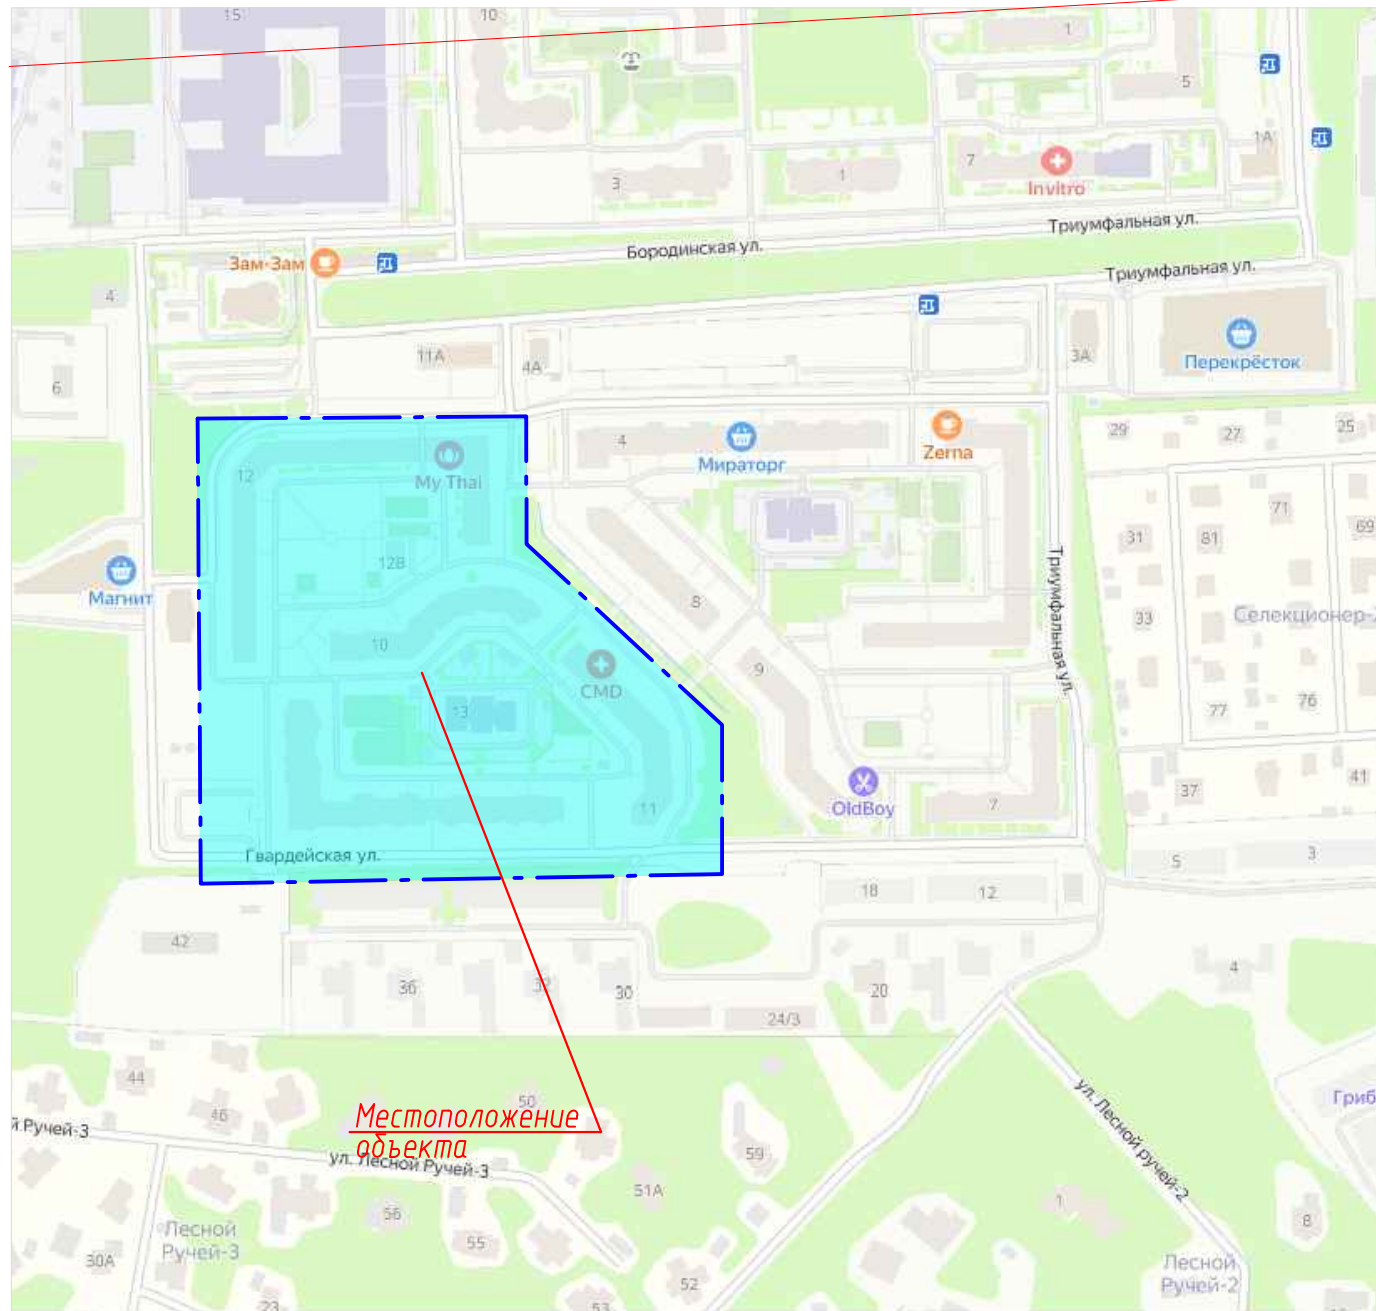 15
10
1
5
1А
7
Invitro
3
1
Триумфальная ул.
Бородинская ул.
Зам-Зам
Триумфальная ул.
4
11А
4А
3А
Перекрёсток
6
29
27
25
4
Мираторг
Zerna
12
My Thai
71
69
31
81
12В
Магнит
8
33
Селекционер-
Триумфальная ул.
10
9
CMD
13
77
76
41
37
OldBoy
7
11
Гвардейская ул.
5
3
18
12
42
4
36
32
30
20
24/3
44
46
50
ул. Лесной Ручей-2
Гриб
Местоположение
объекта
й Ручей-3
ул. Лесной Ручей-3
59
51А
56
1
8
Лесной
Ручей-3
55
30А
52
Лесной
Ручей-2
23
53